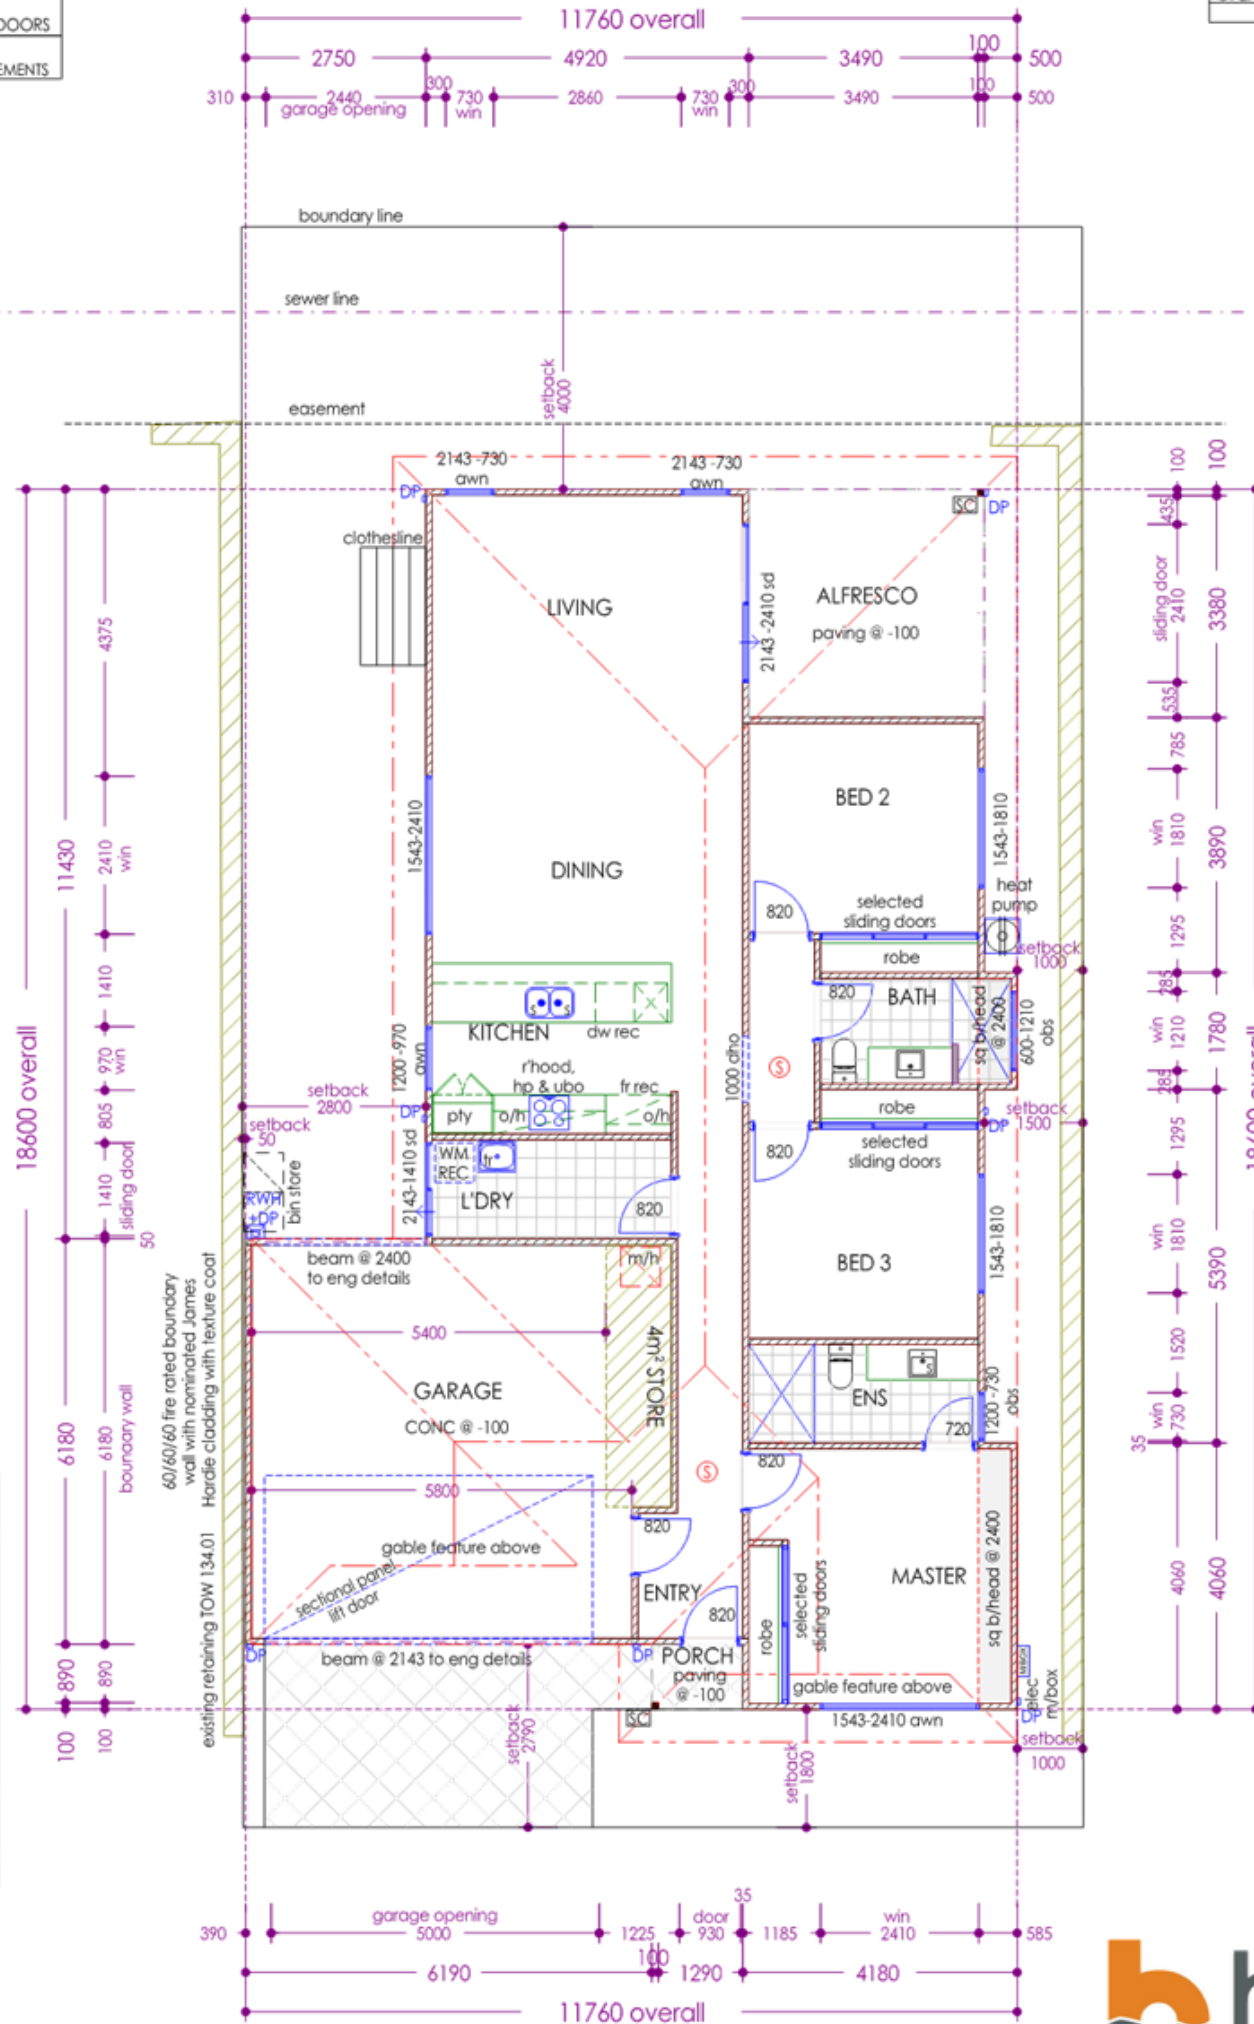 DOORS
EMENTS
11760 overall
2750
4920
3490
100
500
310
2440
garage opening
300
730
win
2860
730
win
300
3490
100
500
boundary line
sewer line
setback
4000
easement
2143 -730
awn
2143 -730
awn
DP
SC
DP
clothesline
LIVING
2143 -2410 sd
ALFRESCO
paving @ -100
1543-2410
DINING
BED 2
1543-1810
820
selected
sliding doors
robe
heat
pump
setback
1000
820
BATH
sq b/head
@ 2400
600-1210
obs
KITCHEN
dw rec
1200 -970
awn
r'hood,
hp & ubo
fr rec
pty
o/h
o/h
1000 dho
S
setback
2800
DP
setback
50
robe
DP
setback
1500
selected
sliding doors
820
WM
REC
tr
L'DRY
2143-1410 sd
820
bin store
RWH
+DP
beam @ 2400
to eng details
m/h
BED 3
1543-1810
5400
4m² STORE
GARAGE
CONC @ -100
ENS
1200 -730
obs
720
820
S
5800
820
gable feature above
sectional panel
lift door
ENTRY
820
MASTER
sq b/head @ 2400
robe
selected
sliding doors
DP
beam @ 2143 to eng details
DP
PORCH
paving
@ -100
gable feature above
SC
1543-2410 awn
DP
elec
m/box
setback
2790
setback
1800
setback
1000
60/60/60 fire rated boundary
wall with nominated James
Hardie cladding with texture coat
existing retaining TOW 134.01
18600 overall
11430
6180
890
100
4375
2410
win
1410
970
win
805
1410
sliding door
50
6180
boundary wall
890
100
100
435
sliding door
2410
535
785
win
1810
1295
285
win
1210
285
1295
win
1810
1520
win
730
35
4060
100
3380
3890
1780
5390
4060
390
garage opening
5000
1225
door
930
35
1185
win
2410
585
6190
100
1290
4180
11760 overall